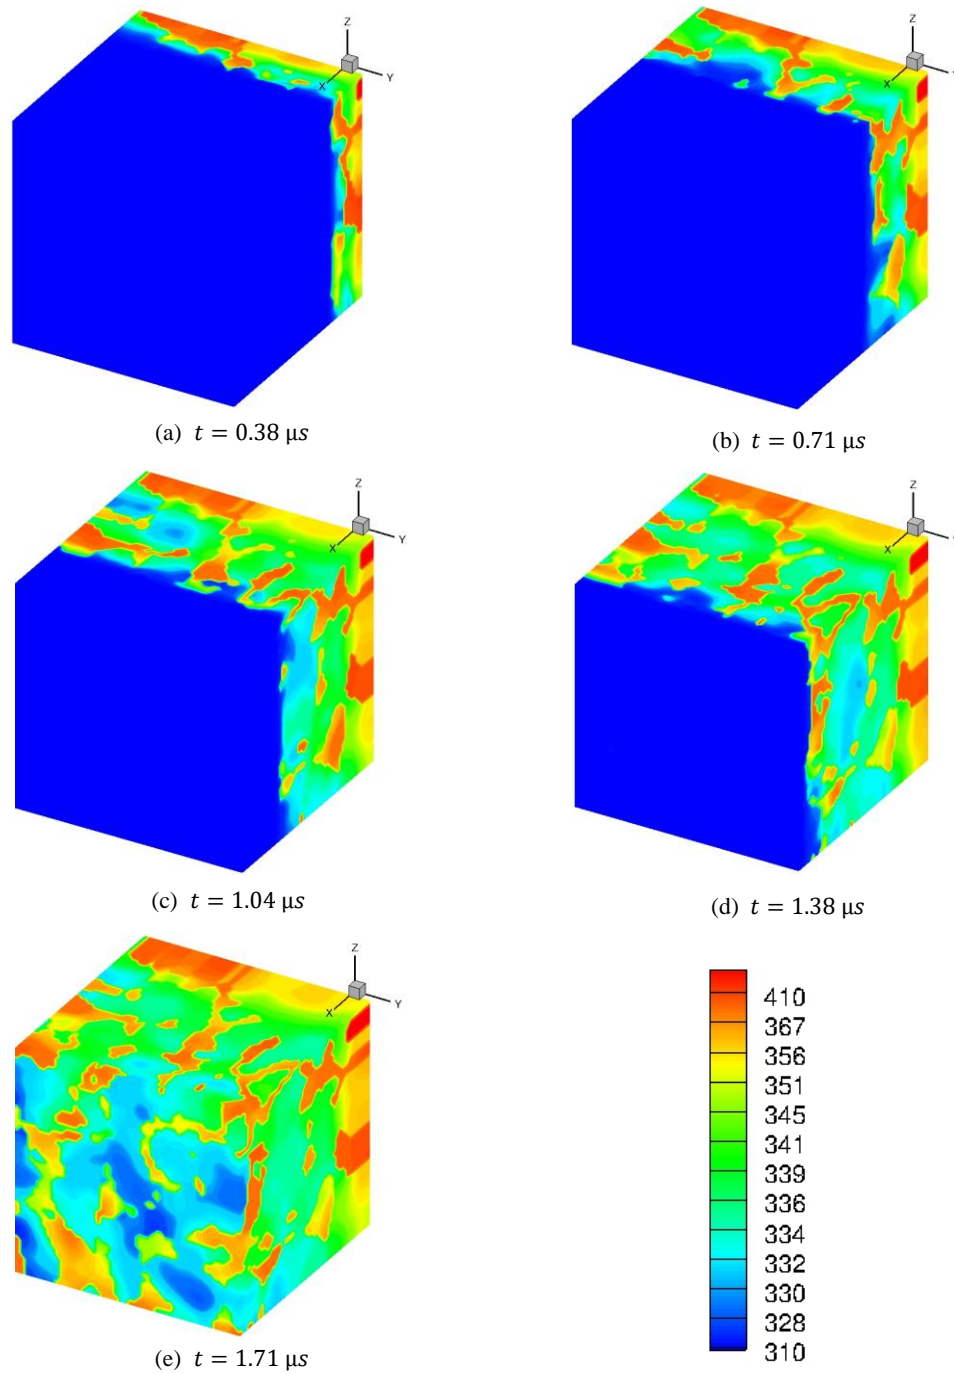 Z
X
Y
Z
X
Y
(a) t = 0.38 μs
(b) t = 0.71 μs
Z
X
Y
Z
X
Y
(c) t = 1.04 μs
(d) t = 1.38 μs
Z
X
Y
410
367
356
351
345
341
339
336
334
332
330
328
310
(e) t = 1.71 μs